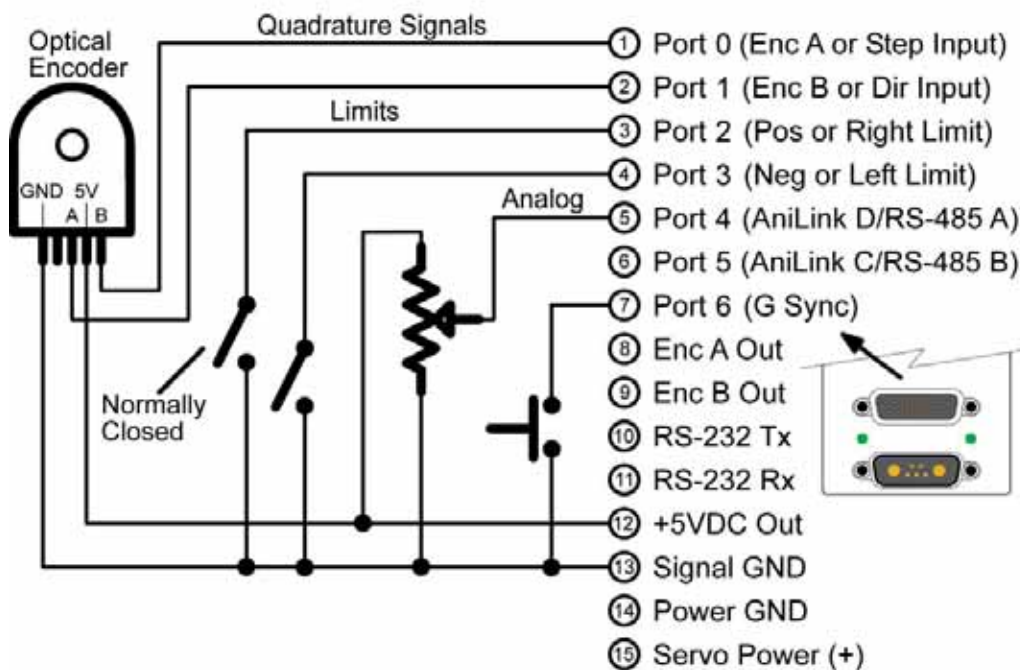 Quadrature Signals
Optical
Encoder
GND 5V
A B
Limits
Analog
Normally
Closed
1 Port 0 (Enc A or Step Input)
2 Port 1 (Enc B or Dir Input)
3 Port 2 (Pos or Right Limit)
4 Port 3 (Neg or Left Limit)
5 Port 4 (AniLink D/RS-485 A)
6 Port 5 (AniLink C/RS-485 B)
7 Port 6 (G Sync)
8 Enc A Out
9 Enc B Out
10 RS-232 Tx
11 RS-232 Rx
12 +5VDC Out
13 Signal GND
14 Power GND
15 Servo Power (+)